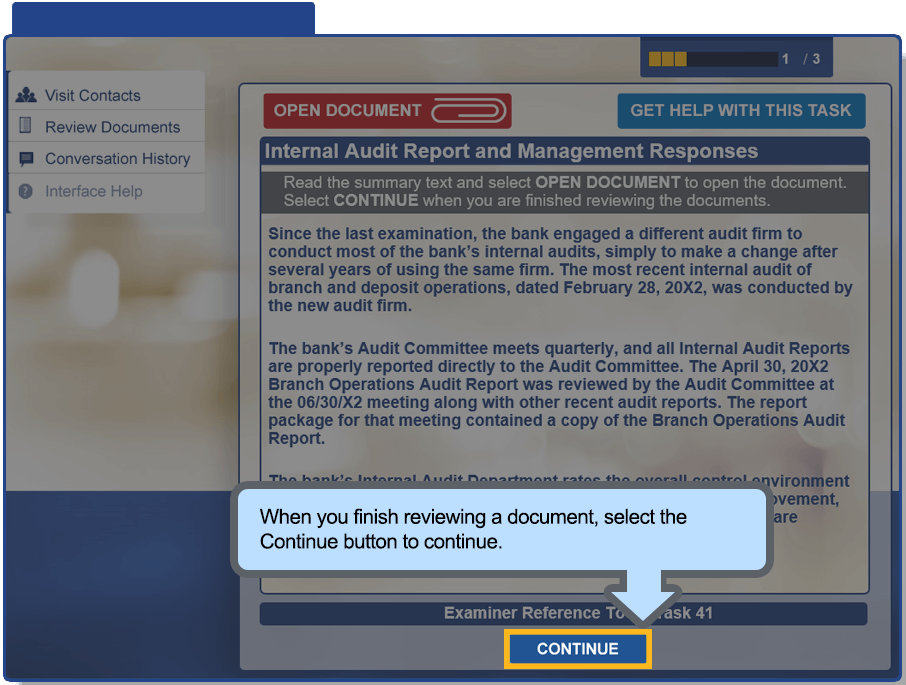 1 / 3
Visit Contacts
Review Documents
Conversation History
Interface Help
OPEN DOCUMENT
GET HELP WITH THIS TASK
Internal Audit Report and Management Responses
Read the summary text and select OPEN DOCUMENT to open the document.
Select CONTINUE when you are finished reviewing the documents.
Since the last examination, the bank engaged a different audit firm to
conduct most of the bank's internal audits, simply to make a change after
several years of using the same firm. The most recent internal audit of
branch and deposit operations, dated February 28, 20X2, was conducted by
the new audit firm.
The bank's Audit Committee meets quarterly, and all Internal Audit Reports
are properly reported directly to the Audit Committee. The April 30, 20X2
Branch Operations Audit Report was reviewed by the Audit Committee at
the 06/30/X2 meeting along with other recent audit reports. The report
package for that meeting contained a copy of the Branch Operations Audit
Report.
The bank's Internal Audit Department rates the overall control environment
are
When you finish reviewing a document, select the
Continue button to continue.
Examiner Reference 41
CONTINUE